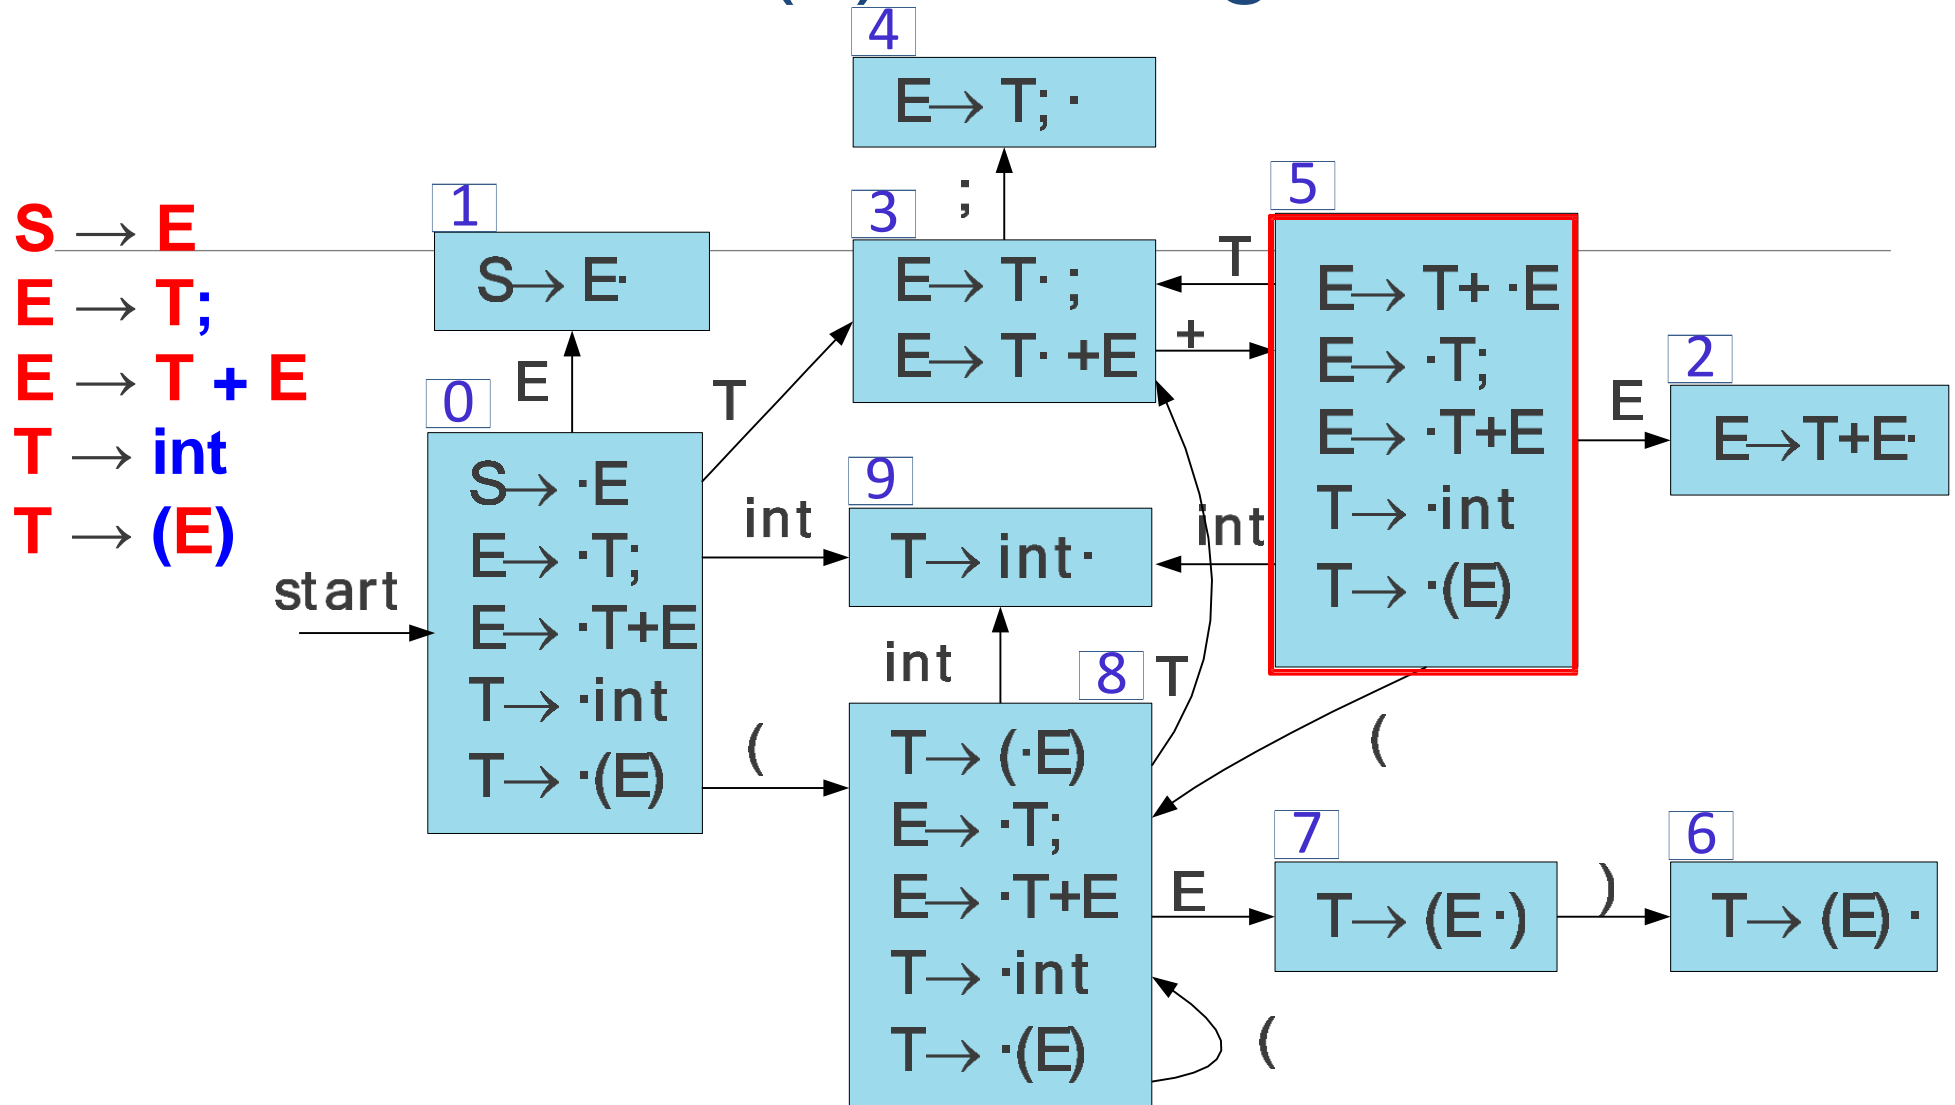 S → E
E → T;
E → T + E
T → int
T → (E)
start
0
S→ ·E
E→ ·T;
E→ ·T+E
T→ ·int
T→ ·(E)
E
1
S→ E·
T
int
(
4
E→ T; ·
;
3
E→ T· ;
E→ T· +E
9
T→ int·
int
8
T→ (·E)
E→ ·T;
E→ ·T+E
T→ ·int
T→ ·(E)
T
+
int
T
(
5
E→ T+ ·E
E→ ·T;
E→ ·T+E
T→ ·int
T→ ·(E)
E
2
E→T+E·
E
7
T→ (E ·)
)
6
T→ (E) ·
(